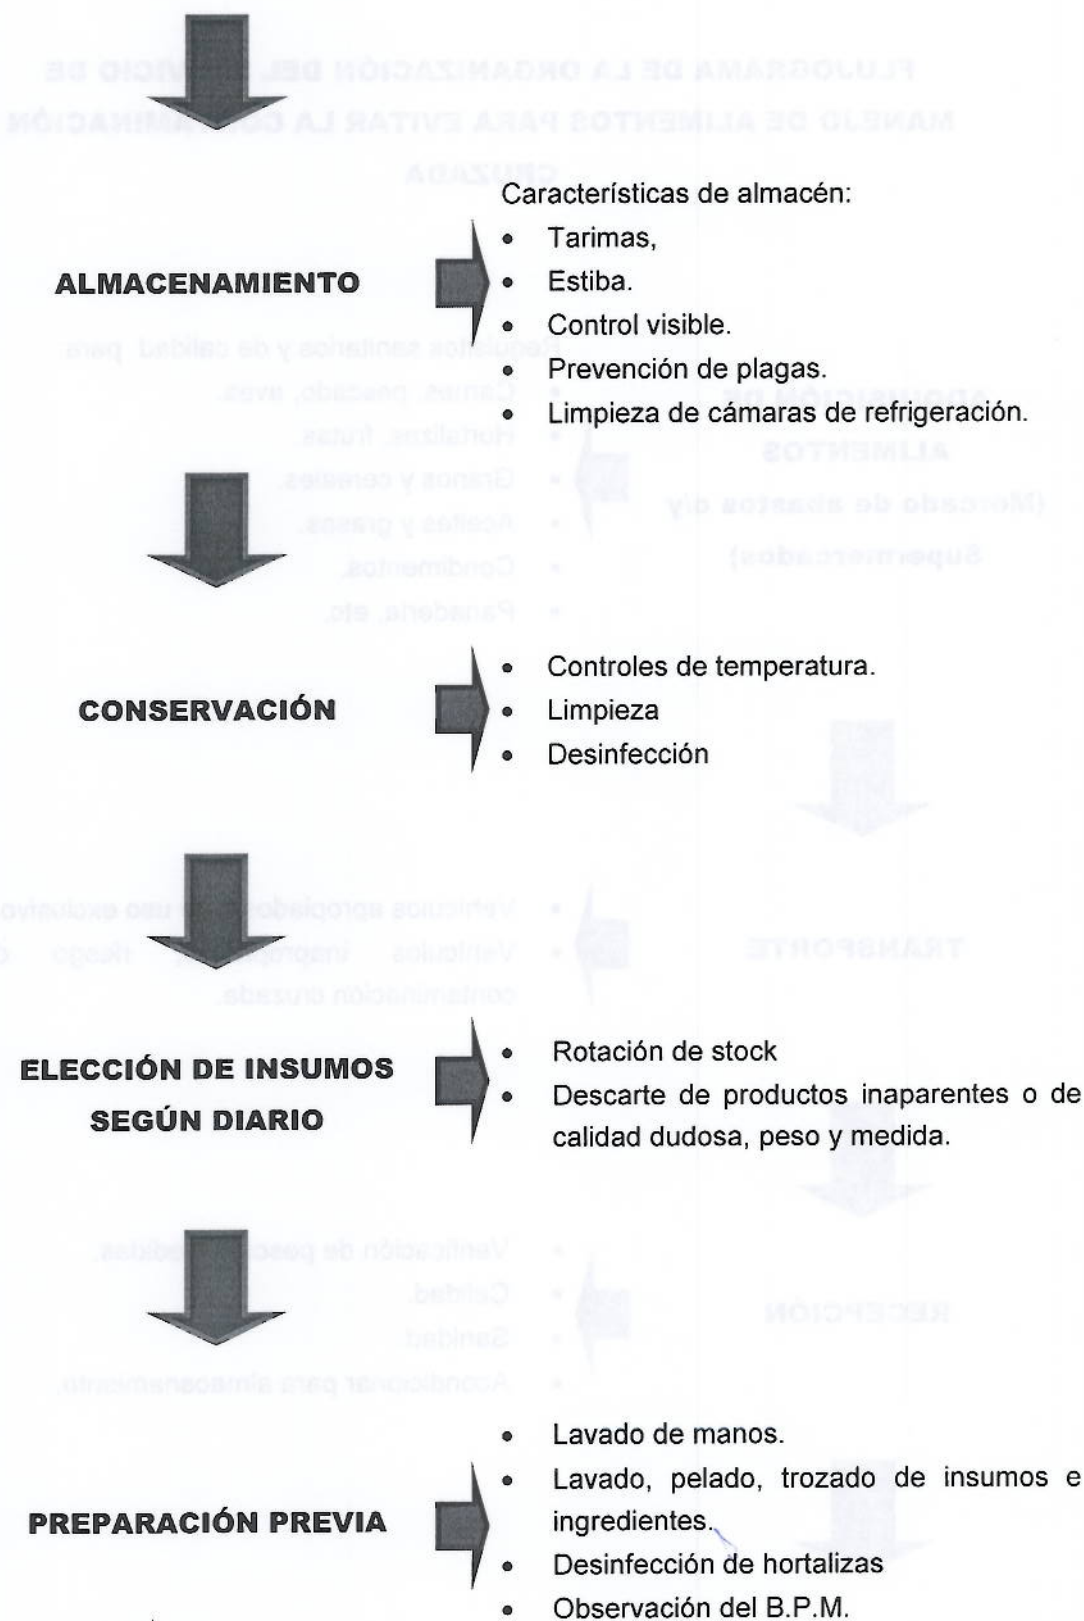 Características de almacén:
• Tarimas,
ALMACENAMIENTO
• Estiba.
• Control visible.
• Prevención de plagas.
• Limpieza de cámaras de refrigeración.
CONSERVACIÓN
• Controles de temperatura.
• Limpieza
• Desinfección
ELECCIÓN DE INSUMOS
SEGÚN DIARIO
• Rotación de stock
• Descarte de productos inaparentes o de
calidad dudosa, peso y medida.
PREPARACIÓN PREVIA
• Lavado de manos.
• Lavado, pelado, trozado de insumos e
ingredientes.
• Desinfección de hortalizas
• Observación del B.P.M.